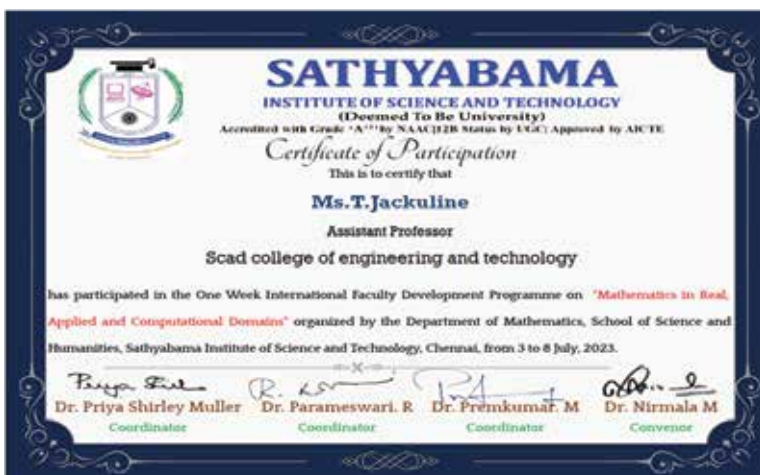 SATHYABAMA
INSTITUTE OF SCIENCE AND TECHNOLOGY
(Deemed To Be University)
Accredited with Grade "A++" by NAAC|12B Status by UGC| Approved by AICTE
Certificate of Participation
This is to certify that
Ms.T.Jackuline
Assistant Professor
Scad college of engineering and technology
has participated in the One Week International Faculty Development Programme on "Mathematics in Real,
Applied and Computational Domains" organized by the Department of Mathematics, School of Science and
Humanities, Sathyabama Institute of Science and Technology, Chennai, from 3 to 8 July, 2023.
Dr. Priya Shirley Muller Dr. Parameswari. R Dr. Premkumar. M Dr. Nirmala M
Coordinator Coordinator Coordinator Convenor